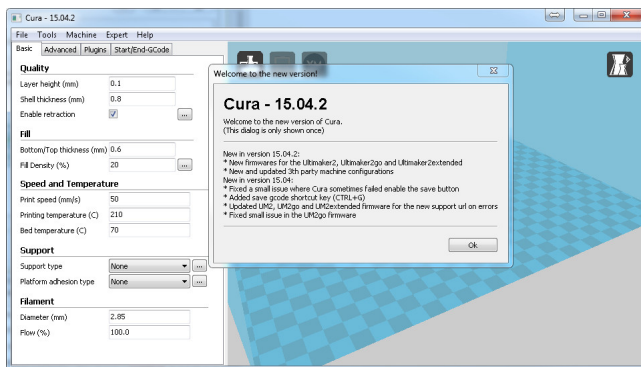 Cura - 15.04.2
File Tools Machine Expert Help
Basic Advanced Plugins Start/End-GCode
Quality
Layer height (mm) 0.1
Shell thickness (mm) 0.8
Enable retraction ...
Fill
Bottom/Top thickness (mm) 0.6
Fill Density (%) 20 ...
Speed and Temperature
Print speed (mm/s) 50
Printing temperature (C) 210
Bed temperature (C) 70
Support
Support type None ...
Platform adhesion type None ...
Filament
Diameter (mm) 2.85
Flow (%) 100.0
Welcome to the new version!
Cura - 15.04.2
Welcome to the new version of Cura.
(This dialog is only shown once)
New in version 15.04.2:
* New firmwares for the Ultimaker2, Ultimaker2go and Ultimaker2extended
* New and updated 3th party machine configurations
New in version 15.04:
* Fixed a small issue where Cura sometimes failed enable the save button
* Added save gcode shortcut key (CTRL+G)
* Updated UM2, UM2go and UM2extended firmware for the new support url on errors
* Fixed small issue in the UM2go firmware
Ok